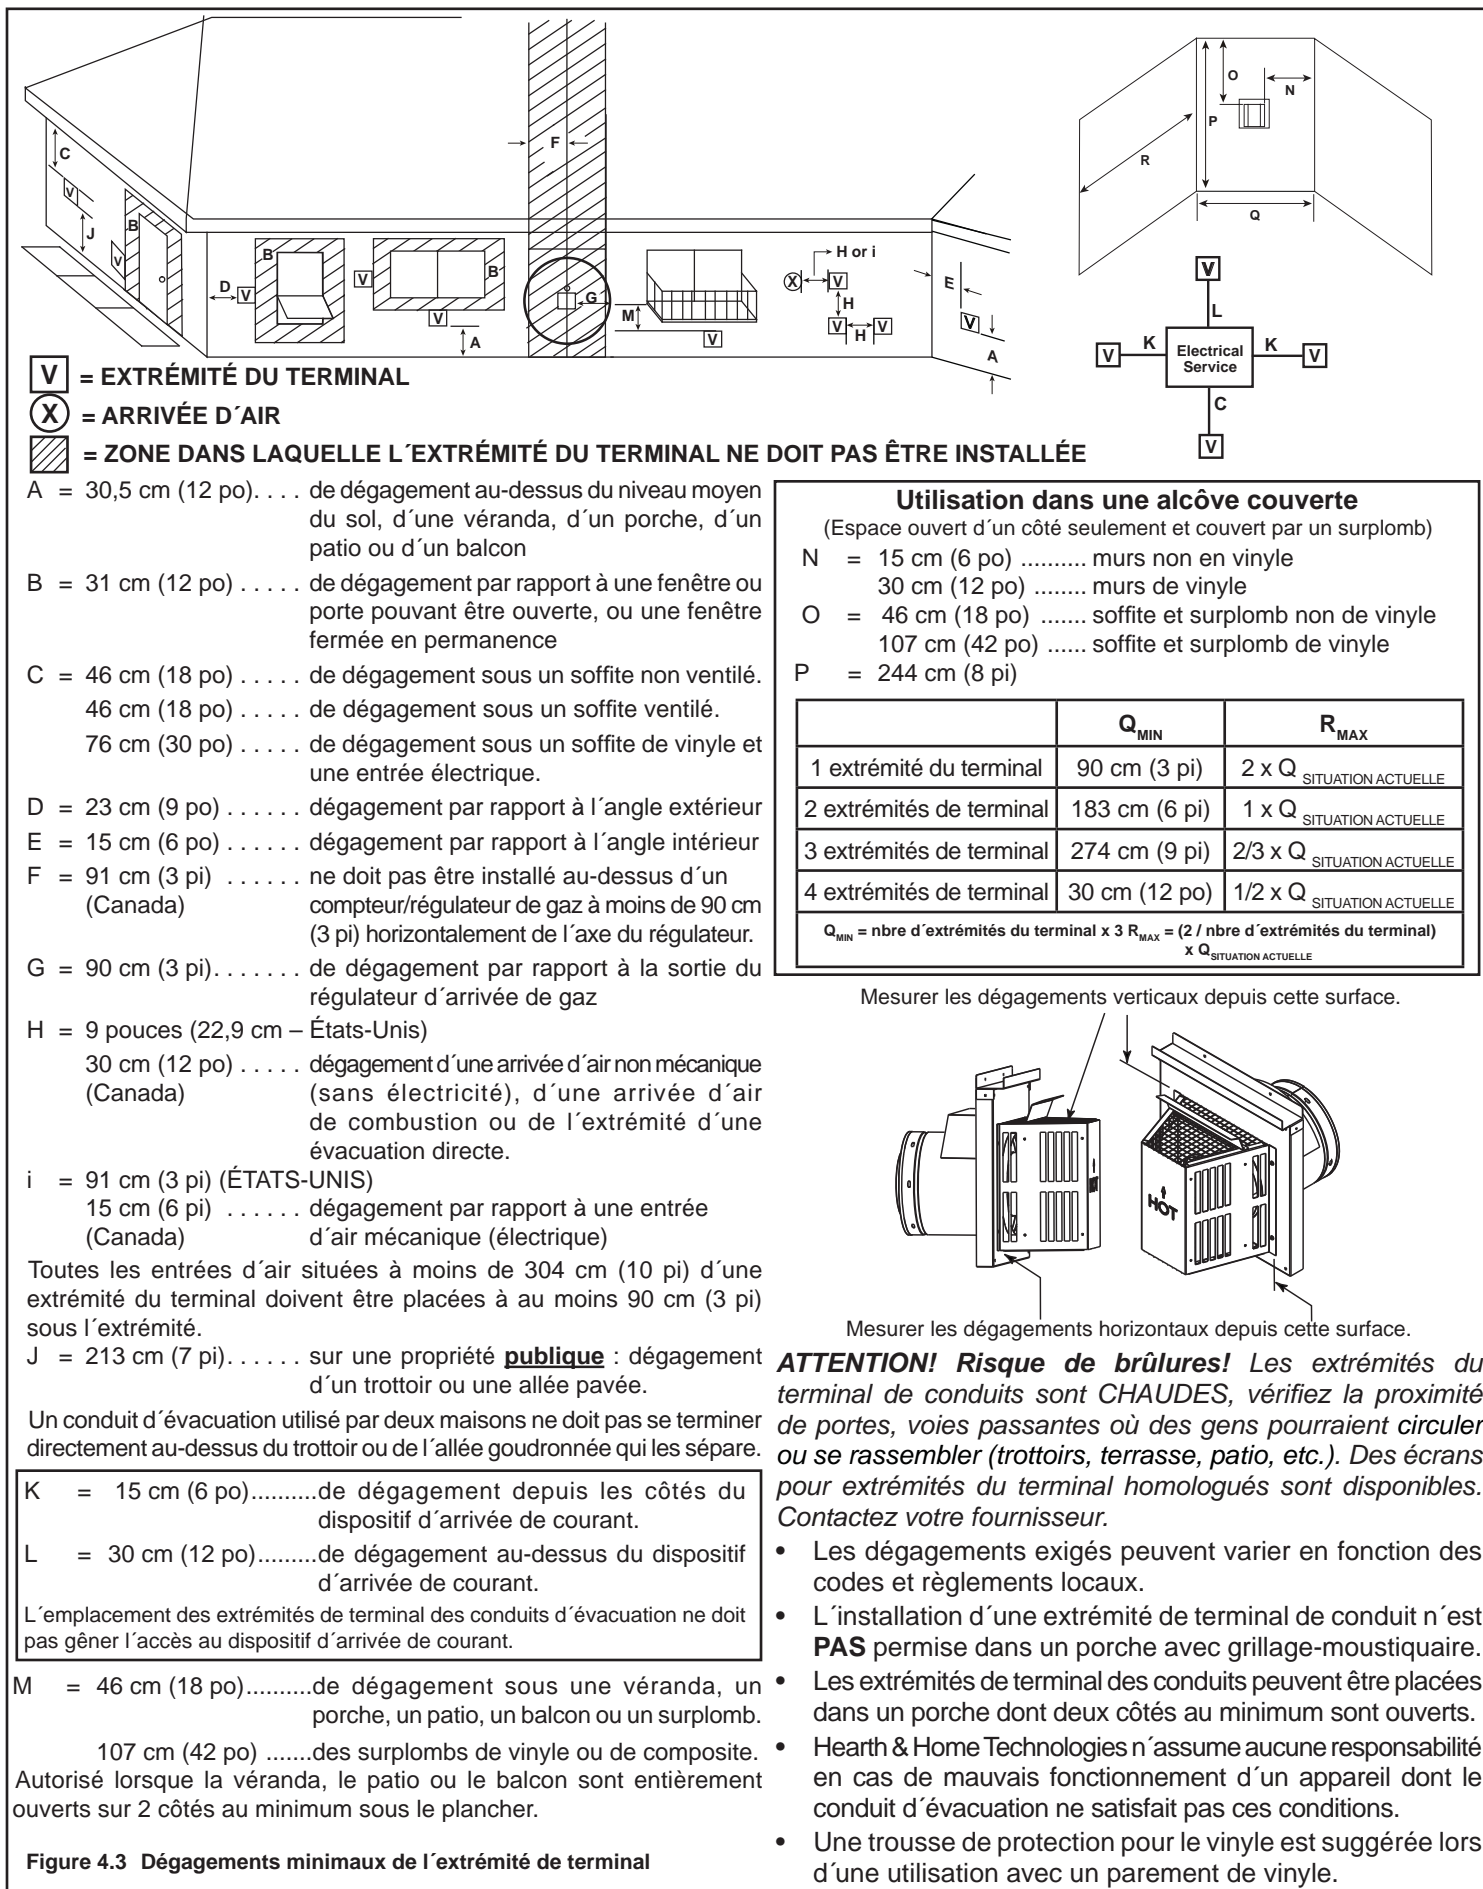 C
V
J
B
V
D
V
B
V
B
V
A
F
G
M
V
H or i
X
V
H
V
H
V
E
V
A
O
N
P
R
Q
V
L
V
K
Electrical
Service
K
V
C
V
V = EXTRÉMITÉ DU TERMINAL
X = ARRIVÉE D´AIR
= ZONE DANS LAQUELLE L´EXTRÉMITÉ DU TERMINAL NE DOIT PAS ÊTRE INSTALLÉE
A = 30,5 cm (12 po). . . . de dégagement au-dessus du niveau moyen
du sol, d´une véranda, d´un porche, d´un
patio ou d´un balcon
B = 31 cm (12 po) . . . . . de dégagement par rapport à une fenêtre ou
porte pouvant être ouverte, ou une fenêtre
fermée en permanence
C = 46 cm (18 po) . . . . . de dégagement sous un soffite non ventilé.
46 cm (18 po) . . . . . de dégagement sous un soffite ventilé.
76 cm (30 po) . . . . . de dégagement sous un soffite de vinyle et
une entrée électrique.
D = 23 cm (9 po) . . . . . . dégagement par rapport à l´angle extérieur
E = 15 cm (6 po) . . . . . . dégagement par rapport à l´angle intérieur
F = 91 cm (3 pi) . . . . . . ne doit pas être installé au-dessus d´un
(Canada) compteur/régulateur de gaz à moins de 90 cm
(3 pi) horizontalement de l´axe du régulateur.
G = 90 cm (3 pi). . . . . . . de dégagement par rapport à la sortie du
régulateur d´arrivée de gaz
H = 9 pouces (22,9 cm – États-Unis)
30 cm (12 po) . . . . . dégagement d´une arrivée d´air non mécanique
(Canada) (sans électricité), d´une arrivée d´air
de combustion ou de l´extrémité d´une
évacuation directe.
i = 91 cm (3 pi) (ÉTATS-UNIS)
15 cm (6 pi) . . . . . . dégagement par rapport à une entrée
(Canada) d´air mécanique (électrique)
Toutes les entrées d´air situées à moins de 304 cm (10 pi) d´une
extrémité du terminal doivent être placées à au moins 90 cm (3 pi)
sous l´extrémité.
J = 213 cm (7 pi). . . . . . sur une propriété publique : dégagement
d´un trottoir ou une allée pavée.
Un conduit d´évacuation utilisé par deux maisons ne doit pas se terminer
directement au-dessus du trottoir ou de l´allée goudronnée qui les sépare.
K = 15 cm (6 po)..........de dégagement depuis les côtés du
dispositif d´arrivée de courant.
L = 30 cm (12 po).........de dégagement au-dessus du dispositif
d´arrivée de courant.
L´emplacement des extrémités de terminal des conduits d´évacuation ne doit
pas gêner l´accès au dispositif d´arrivée de courant.
M = 46 cm (18 po)..........de dégagement sous une véranda, un
porche, un patio, un balcon ou un surplomb.
107 cm (42 po) .......des surplombs de vinyle ou de composite.
Autorisé lorsque la véranda, le patio ou le balcon sont entièrement
ouverts sur 2 côtés au minimum sous le plancher.
Figure 4.3 Dégagements minimaux de l´extrémité de terminal
Utilisation dans une alcôve couverte
(Espace ouvert d´un côté seulement et couvert par un surplomb)
N = 15 cm (6 po) .......... murs non en vinyle
30 cm (12 po) ........ murs de vinyle
O = 46 cm (18 po) ....... soffite et surplomb non de vinyle
107 cm (42 po) ...... soffite et surplomb de vinyle
P = 244 cm (8 pi)
QMIN RMAX
1 extrémité du terminal 90 cm (3 pi) 2 x Q SITUATION ACTUELLE
2 extrémités de terminal 183 cm (6 pi) 1 x Q SITUATION ACTUELLE
3 extrémités de terminal 274 cm (9 pi) 2/3 x Q SITUATION ACTUELLE
4 extrémités de terminal 30 cm (12 po) 1/2 x Q SITUATION ACTUELLE
QMIN = nbre d´extrémités du terminal x 3 RMAX = (2 / nbre d´extrémités du terminal)
x QSITUATION ACTUELLE
Mesurer les dégagements verticaux depuis cette surface.
HOT
HOT
Mesurer les dégagements horizontaux depuis cette surface.
ATTENTION! Risque de brûlures! Les extrémités du
terminal de conduits sont CHAUDES, vérifiez la proximité
de portes, voies passantes où des gens pourraient circuler
ou se rassembler (trottoirs, terrasse, patio, etc.). Des écrans
pour extrémités du terminal homologués sont disponibles.
Contactez votre fournisseur.
• Les dégagements exigés peuvent varier en fonction des
codes et règlements locaux.
• L´installation d´une extrémité de terminal de conduit n´est
PAS permise dans un porche avec grillage-moustiquaire.
• Les extrémités de terminal des conduits peuvent être placées
dans un porche dont deux côtés au minimum sont ouverts.
• Hearth & Home Technologies n´assume aucune responsabilité
en cas de mauvais fonctionnement d´un appareil dont le
conduit d´évacuation ne satisfait pas ces conditions.
• Une trousse de protection pour le vinyle est suggérée lors
d´une utilisation avec un parement de vinyle.